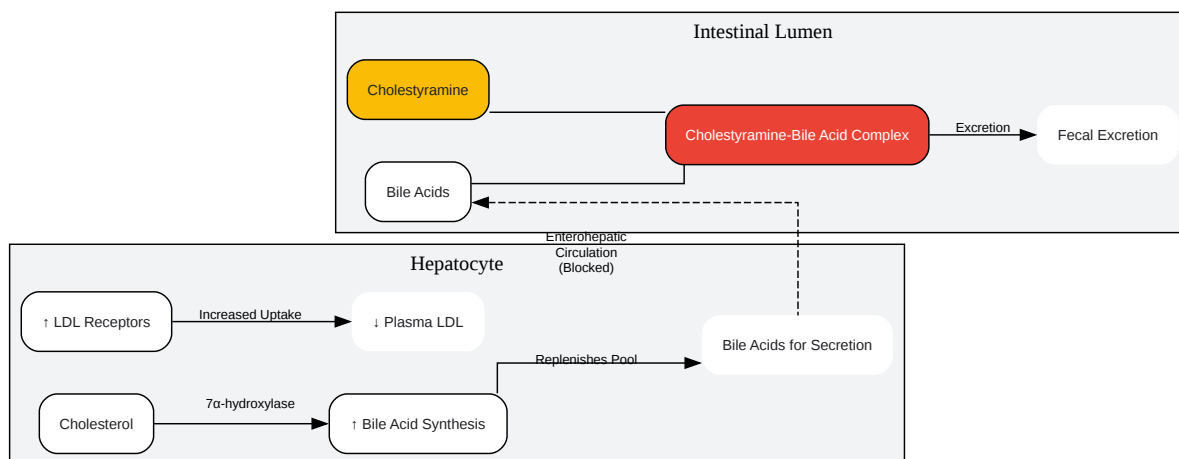 Intestinal Lumen
Cholestyramine
Cholestyramine-Bile Acid Complex
Excretion
Fecal Excretion
Bile Acids
Enterohepatic
Circulation
(Blocked)
Hepatocyte
↑ LDL Receptors
Increased Uptake
↓ Plasma LDL
Bile Acids for Secretion
Replenishes Pool
Cholesterol
7α-hydroxylase
↑ Bile Acid Synthesis